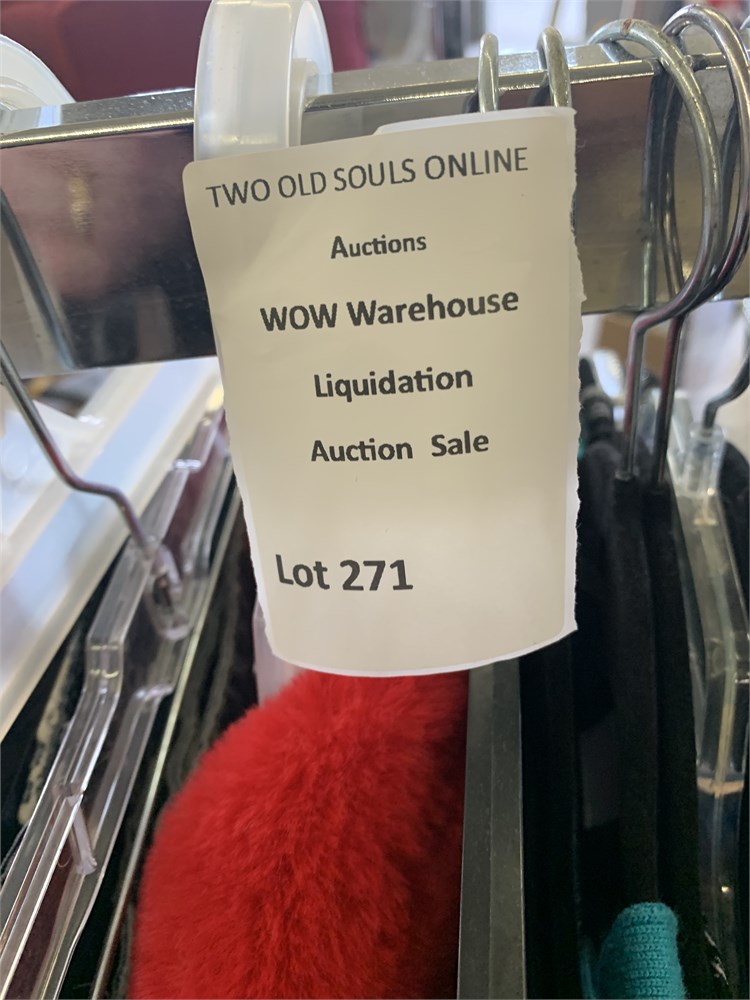 TWO OLD SOULS ONLINE
Auctions
WOW Warehouse
Liquidation
Auction Sale
Lot 271